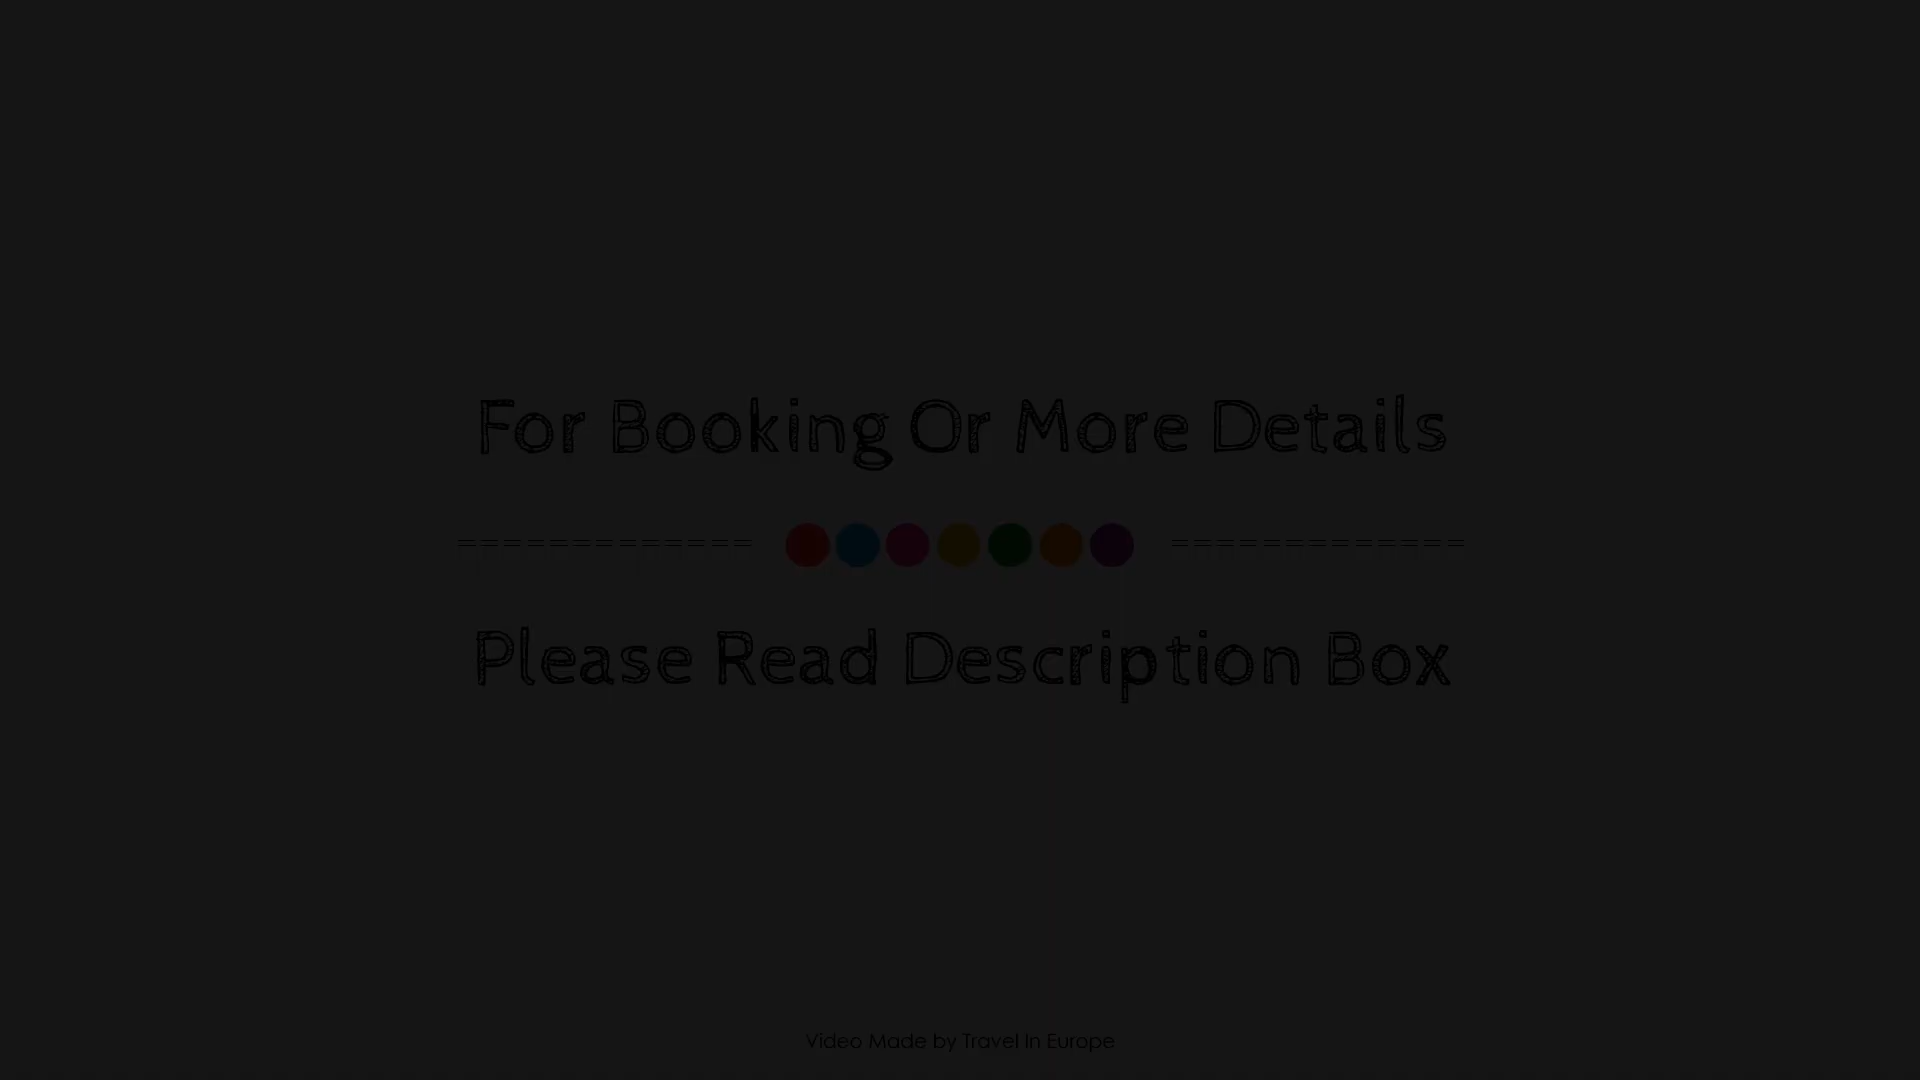 For Booking Or More Details
============= =============
Please Read Description Box
Video Made by Travel In Europe